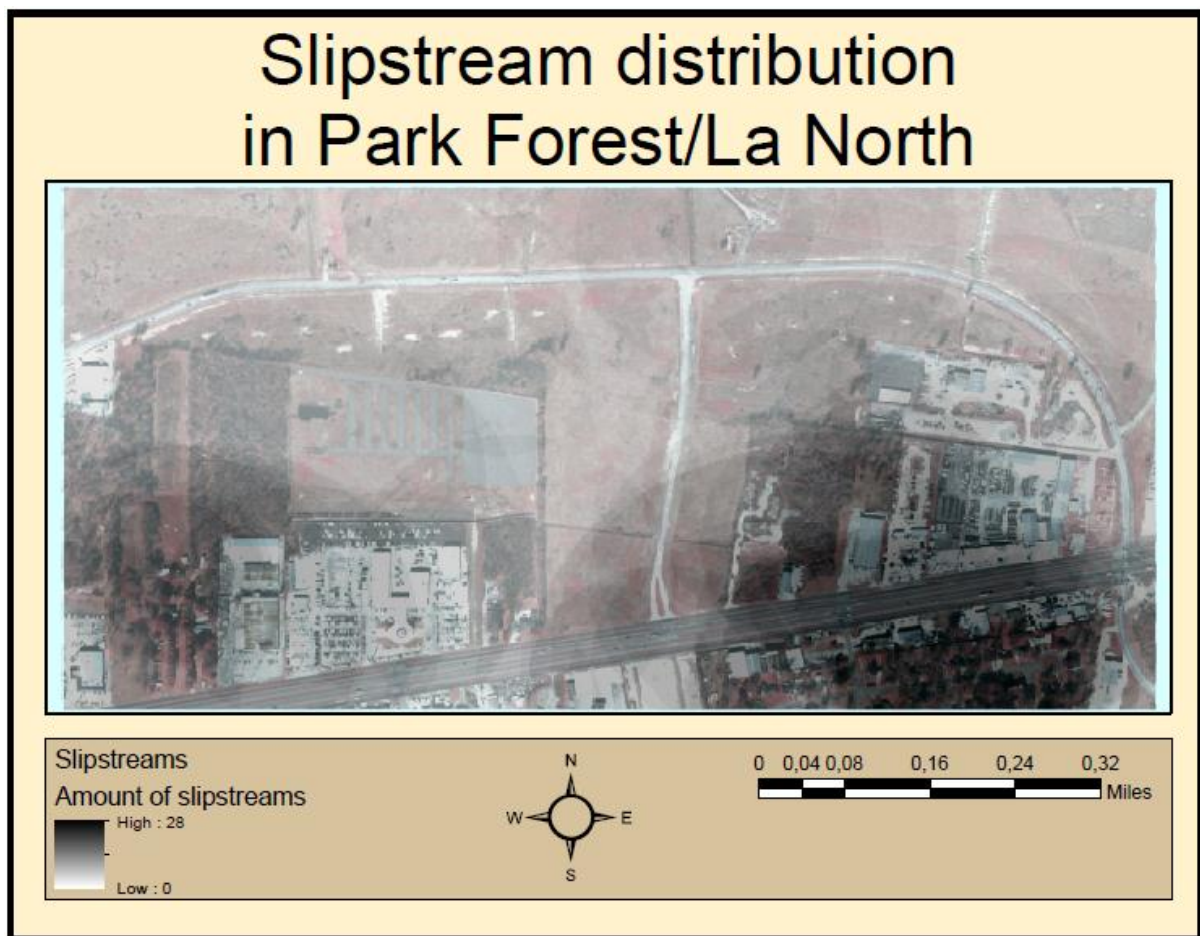 Slipstream distribution
in Park Forest/La North
Slipstreams
Amount of slipstreams
High : 28
Low : 0
N
W E
S
0 0,04 0,08 0,16 0,24 0,32
Miles